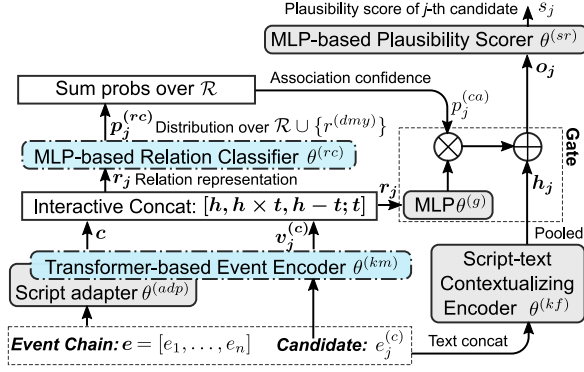 Plausibility score of j-th candidate s_j
MLP-based Plausibility Scorer θ^(sr)
o_j
Sum probs over ℛ
Association confidence
p_j^(rc) Distribution over ℛ ∪ {r^(dmy)}
p_j^(ca)
Gate
MLP-based Relation Classifier θ^(rc)
⊗ ⊕
r_j Relation representation
r_j
h_j
Interactive Concat: [h, h × t, h − t; t]
MLPθ^(g)
c
v_j^(c)
Pooled
Transformer-based Event Encoder θ^(km)
Script adapter θ^(adp)
Script-text
Contextualizing
Encoder θ^(kf)
Event Chain: e = [e_1, . . . , e_n]
Candidate: e_j^(c)
Text concat